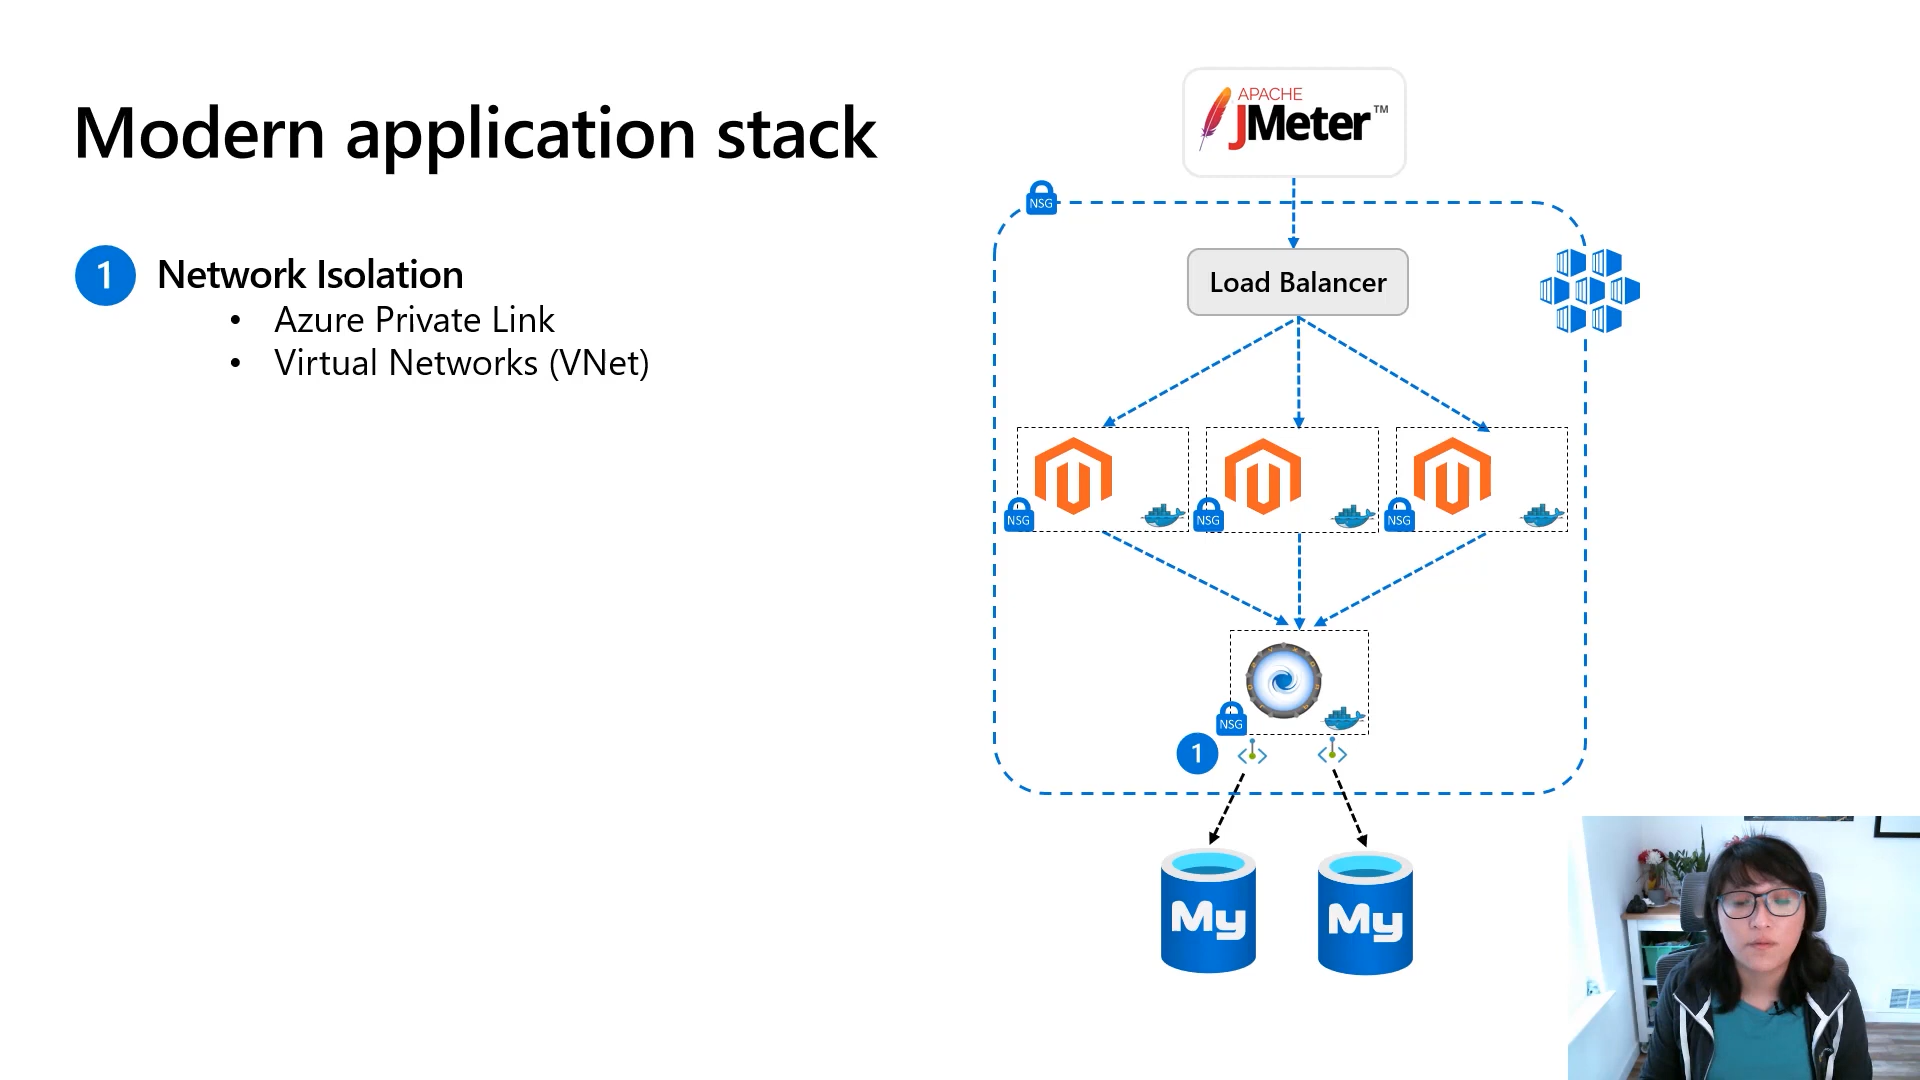 Modern application stack
1 Network Isolation
• Azure Private Link
• Virtual Networks (VNet)
APACHE
JMeter™
NSG
Load Balancer
NSG
NSG
NSG
NSG
1
My
My